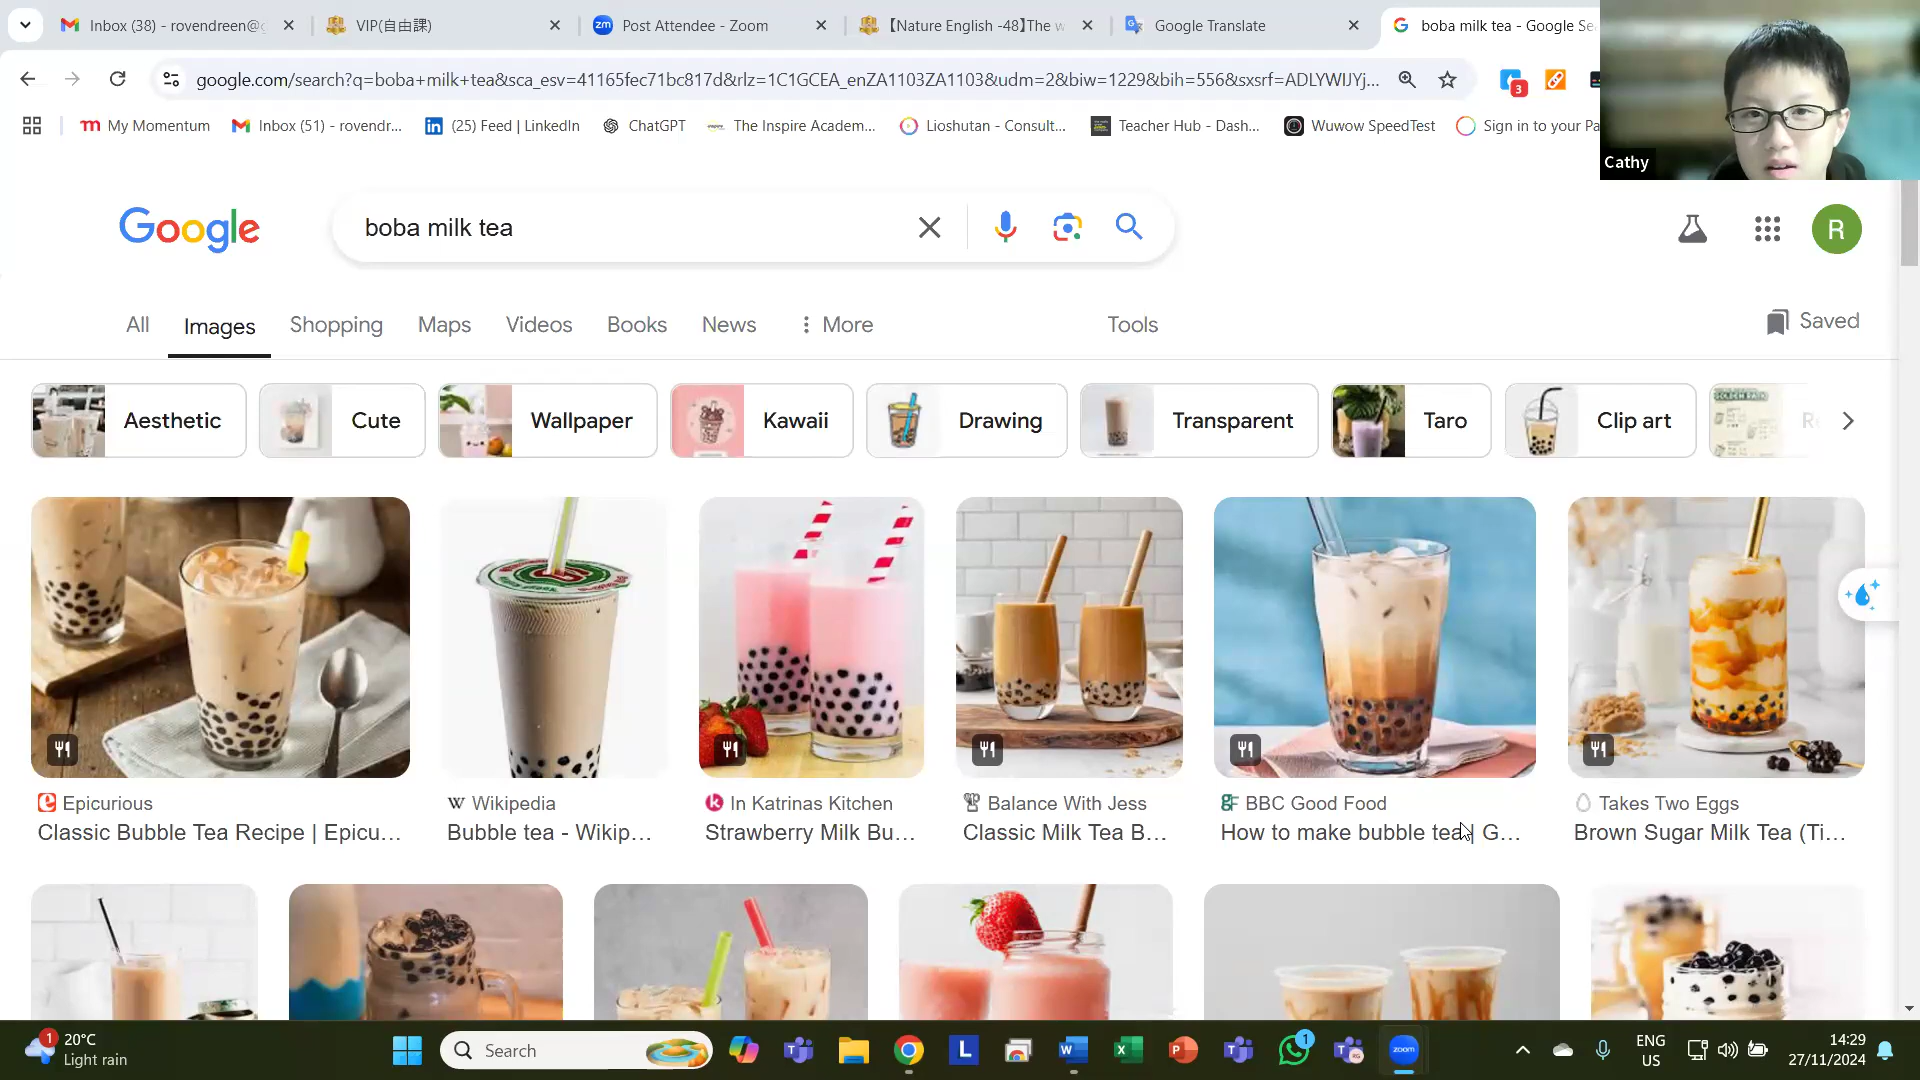 Inbox (38) - rovendreen@g
VIP(自由課)
Post Attendee - Zoom
【Nature English -48】The w
Google Translate
boba milk tea - Google Se
google.com/search?q=boba+milk+tea&sca_esv=41165fec71bc817d&rlz=1C1GCEA_enZA1103ZA1103&udm=2&biw=1229&bih=556&sxsrf=ADLYWIJYj...
3
My Momentum
Inbox (51) - rovendr...
(25) Feed | LinkedIn
ChatGPT
The Inspire Academ...
Lioshutan - Consult...
Teacher Hub - Dash...
Wuwow SpeedTest
Sign in to your Pa
Cathy
Google
boba milk tea
R
All
Images
Shopping
Maps
Videos
Books
News
More
Tools
Saved
Aesthetic
Cute
Wallpaper
Kawaii
Drawing
Transparent
Taro
Clip art
Epicurious
Classic Bubble Tea Recipe | Epicu...
Wikipedia
Bubble tea - Wikip...
In Katrinas Kitchen
Strawberry Milk Bu...
Balance With Jess
Classic Milk Tea B...
BBC Good Food
How to make bubble tea | G...
Takes Two Eggs
Brown Sugar Milk Tea (Ti...
1
20°C
Light rain
Search
1
zoom
ENG
US
14:29
27/11/2024